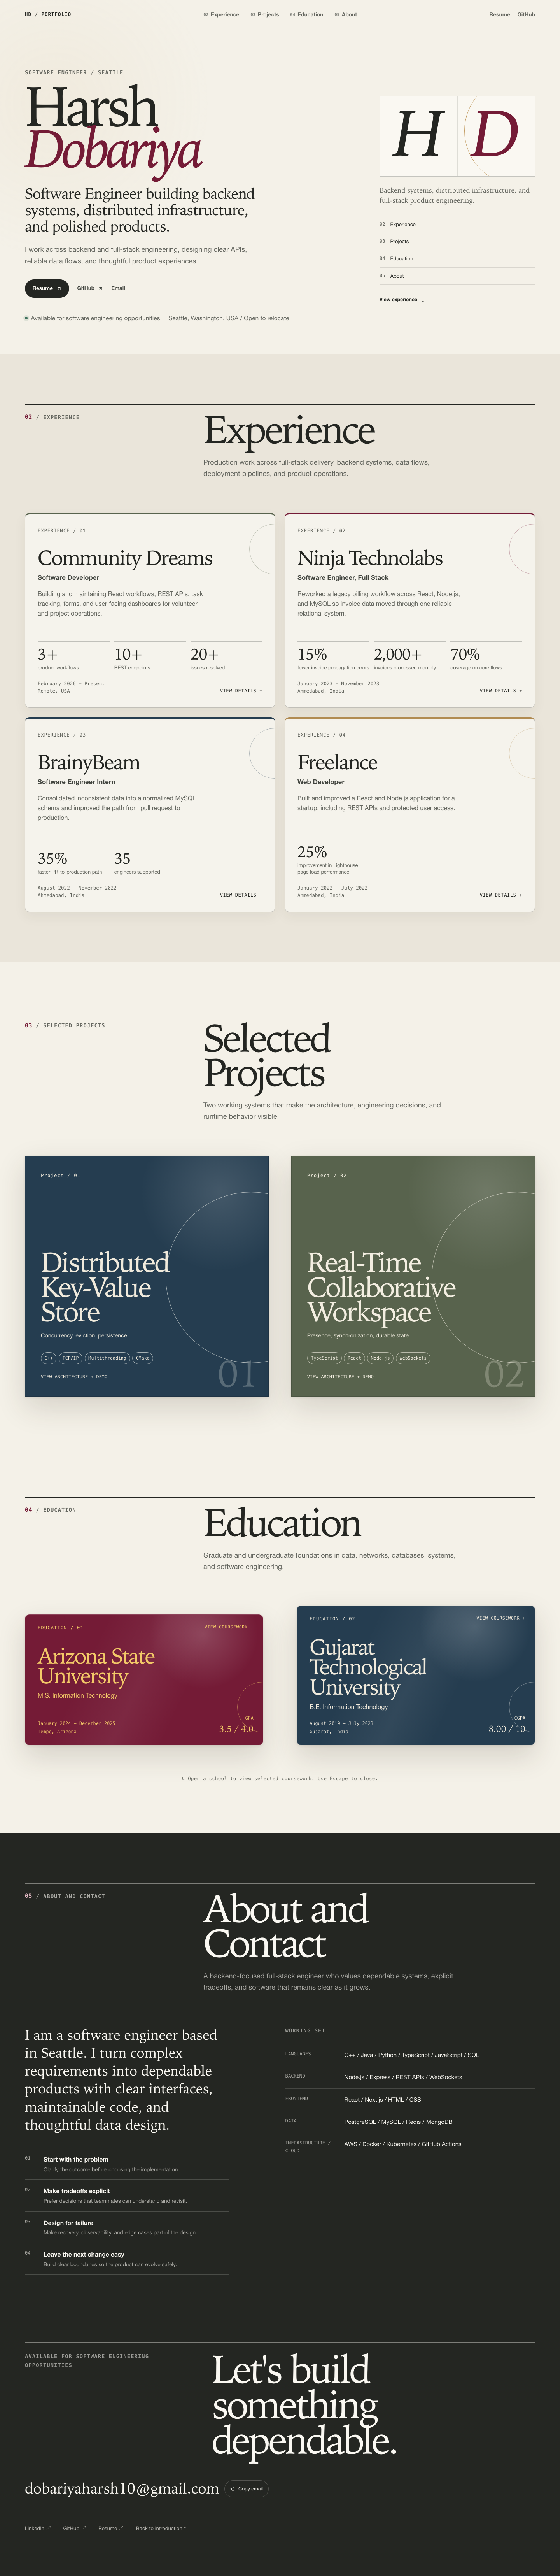 HD / PORTFOLIO
02 Experience 03 Projects 04 Education 05 About
Resume GitHub
SOFTWARE ENGINEER / SEATTLE
Harsh
Dobariya
Software Engineer building backend
systems, distributed infrastructure,
and polished products.
I work across backend and full-stack engineering, designing clear APIs,
reliable data flows, and thoughtful product experiences.
Resume ↗ GitHub ↗ Email
Available for software engineering opportunities Seattle, Washington, USA / Open to relocate
H D
Backend systems, distributed infrastructure, and
full-stack product engineering.
02 Experience
03 Projects
04 Education
05 About
View experience ↓
02 / EXPERIENCE
Experience
Production work across full-stack delivery, backend systems, data flows,
deployment pipelines, and product operations.
EXPERIENCE / 01
Community Dreams
Software Developer
Building and maintaining React workflows, REST APIs, task
tracking, forms, and user-facing dashboards for volunteer
and project operations.
3+ 10+ 20+
product workflows REST endpoints issues resolved
February 2026 – Present
Remote, USA
VIEW DETAILS +
EXPERIENCE / 02
Ninja Technolabs
Software Engineer, Full Stack
Reworked a legacy billing workflow across React, Node.js,
and MySQL so invoice data moved through one reliable
relational system.
15% 2,000+ 70%
fewer invoice propagation errors invoices processed monthly coverage on core flows
January 2023 – November 2023
Ahmedabad, India
VIEW DETAILS +
EXPERIENCE / 03
BrainyBeam
Software Engineer Intern
Consolidated inconsistent data into a normalized MySQL
schema and improved the path from pull request to
production.
35% 35
faster PR-to-production path engineers supported
August 2022 – November 2022
Ahmedabad, India
VIEW DETAILS +
EXPERIENCE / 04
Freelance
Web Developer
Built and improved a React and Node.js application for a
startup, including REST APIs and protected user access.
25%
improvement in Lighthouse
page load performance
January 2022 – July 2022
Ahmedabad, India
VIEW DETAILS +
03 / SELECTED PROJECTS
Selected
Projects
Two working systems that make the architecture, engineering decisions, and
runtime behavior visible.
Project / 01
Distributed
Key-Value
Store
Concurrency, eviction, persistence
C++ TCP/IP Multithreading CMake
VIEW ARCHITECTURE + DEMO
01
Project / 02
Real-Time
Collaborative
Workspace
Presence, synchronization, durable state
TypeScript React Node.js WebSockets
VIEW ARCHITECTURE + DEMO
02
04 / EDUCATION
Education
Graduate and undergraduate foundations in data, networks, databases, systems,
and software engineering.
EDUCATION / 01
VIEW COURSEWORK +
Arizona State
University
M.S. Information Technology
January 2024 – December 2025
Tempe, Arizona
GPA
3.5 / 4.0
EDUCATION / 02
VIEW COURSEWORK +
Gujarat
Technological
University
B.E. Information Technology
August 2019 – July 2023
Gujarat, India
CGPA
8.00 / 10
↳ Open a school to view selected coursework. Use Escape to close.
05 / ABOUT AND CONTACT
About and
Contact
A backend-focused full-stack engineer who values dependable systems, explicit
tradeoffs, and software that remains clear as it grows.
I am a software engineer based
in Seattle. I turn complex
requirements into dependable
products with clear interfaces,
maintainable code, and
thoughtful data design.
01 Start with the problem
Clarify the outcome before choosing the implementation.
02 Make tradeoffs explicit
Prefer decisions that teammates can understand and revisit.
03 Design for failure
Make recovery, observability, and edge cases part of the design.
04 Leave the next change easy
Build clear boundaries so the product can evolve safely.
WORKING SET
LANGUAGES C++ / Java / Python / TypeScript / JavaScript / SQL
BACKEND Node.js / Express / REST APIs / WebSockets
FRONTEND React / Next.js / HTML / CSS
DATA PostgreSQL / MySQL / Redis / MongoDB
INFRASTRUCTURE / AWS / Docker / Kubernetes / GitHub Actions
CLOUD
AVAILABLE FOR SOFTWARE ENGINEERING
OPPORTUNITIES
Let's build
something
dependable.
dobariyaharsh10@gmail.com Copy email
LinkedIn ↗ GitHub ↗ Resume ↗ Back to introduction ↑